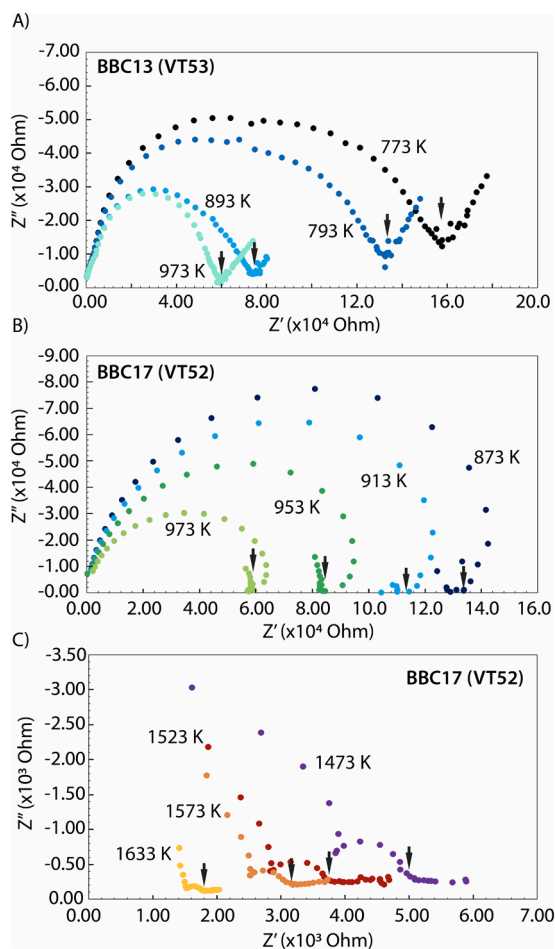 A)
-7.00
BBC13 (VT53)
-6.00
-5.00
773 K
-4.00
893 K
-3.00
-2.00
793 K
-1.00
973 K
-0.00
0.00 4.00 8.00 12.00 16.00 20.0
Z″ (x10⁴ Ohm)
Z′ (x10⁴ Ohm)
B)
-9.00
BBC17 (VT52)
-8.00
-7.00
-6.00
873 K
-5.00
913 K
-4.00
953 K
-3.00
973 K
-2.00
-1.00
-0.00
0.00 2.00 4.00 6.00 8.00 10.0 12.0 14.0 16.0
Z″ (x10⁴ Ohm)
Z′ (x10⁴ Ohm)
C)
-3.50
BBC17 (VT52)
-3.00
-2.50
1523 K
-2.00
1473 K
-1.50
1573 K
-1.00
1633 K
-0.50
0.00
0.00 1.00 2.00 3.00 4.00 5.00 6.00 7.00
Z″ (x10³ Ohm)
Z′ (x10³ Ohm)